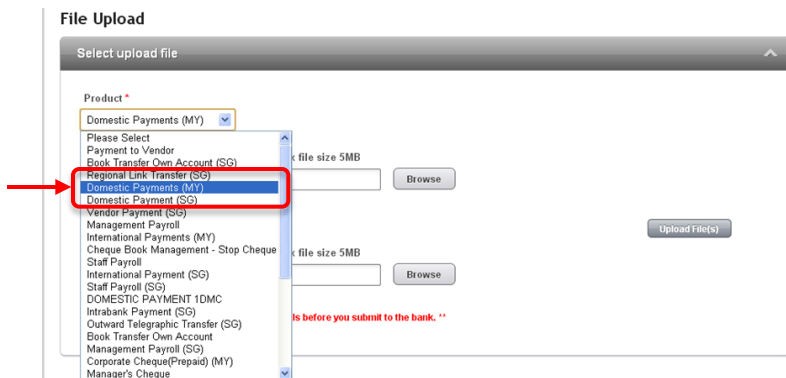 File Upload
Select upload file
Product *
Domestic Payments (MY)
Please Select
Payment to Vendor
Book Transfer Own Account (SG)
file size 5MB
Regional Link Transfer (SG)
Domestic Payments (MY)
Browse
Domestic Payment (SG)
Vendor Payment (SG)
Management Payroll
Upload File(s)
International Payments (MY)
Cheque Book Management - Stop Cheque
file size 5MB
Staff Payroll
International Payment (SG)
Browse
Staff Payroll (SG)
DOMESTIC PAYMENT 1DMC
Intrabank Payment (SG)
ls before you submit to the bank. **
Outward Telegraphic Transfer (SG)
Book Transfer Own Account
Management Payroll (SG)
Corporate Cheque(Prepaid) (MY)
Manager's Cheque